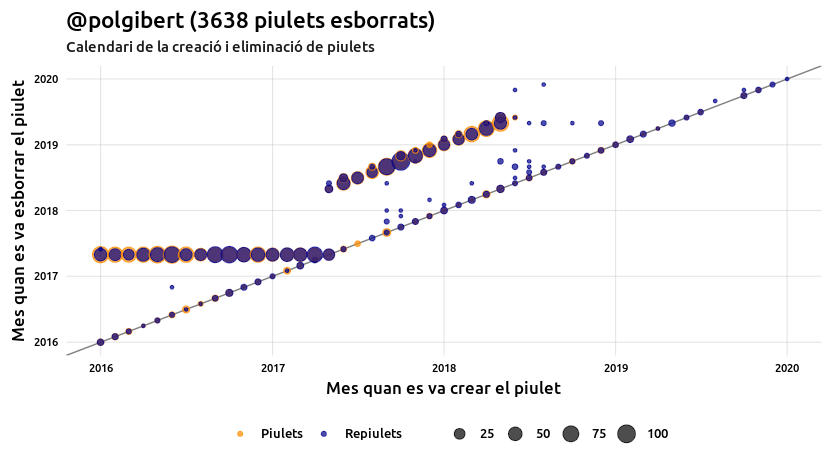 @polgibert (3638 piulets esborrats)
Calendari de la creació i eliminació de piulets
Mes quan es va esborrar el piulet
2020
2019
2018
2017
2016
2016 2017 2018 2019 2020
Mes quan es va crear el piulet
Piulets Repiulets 25 50 75 100